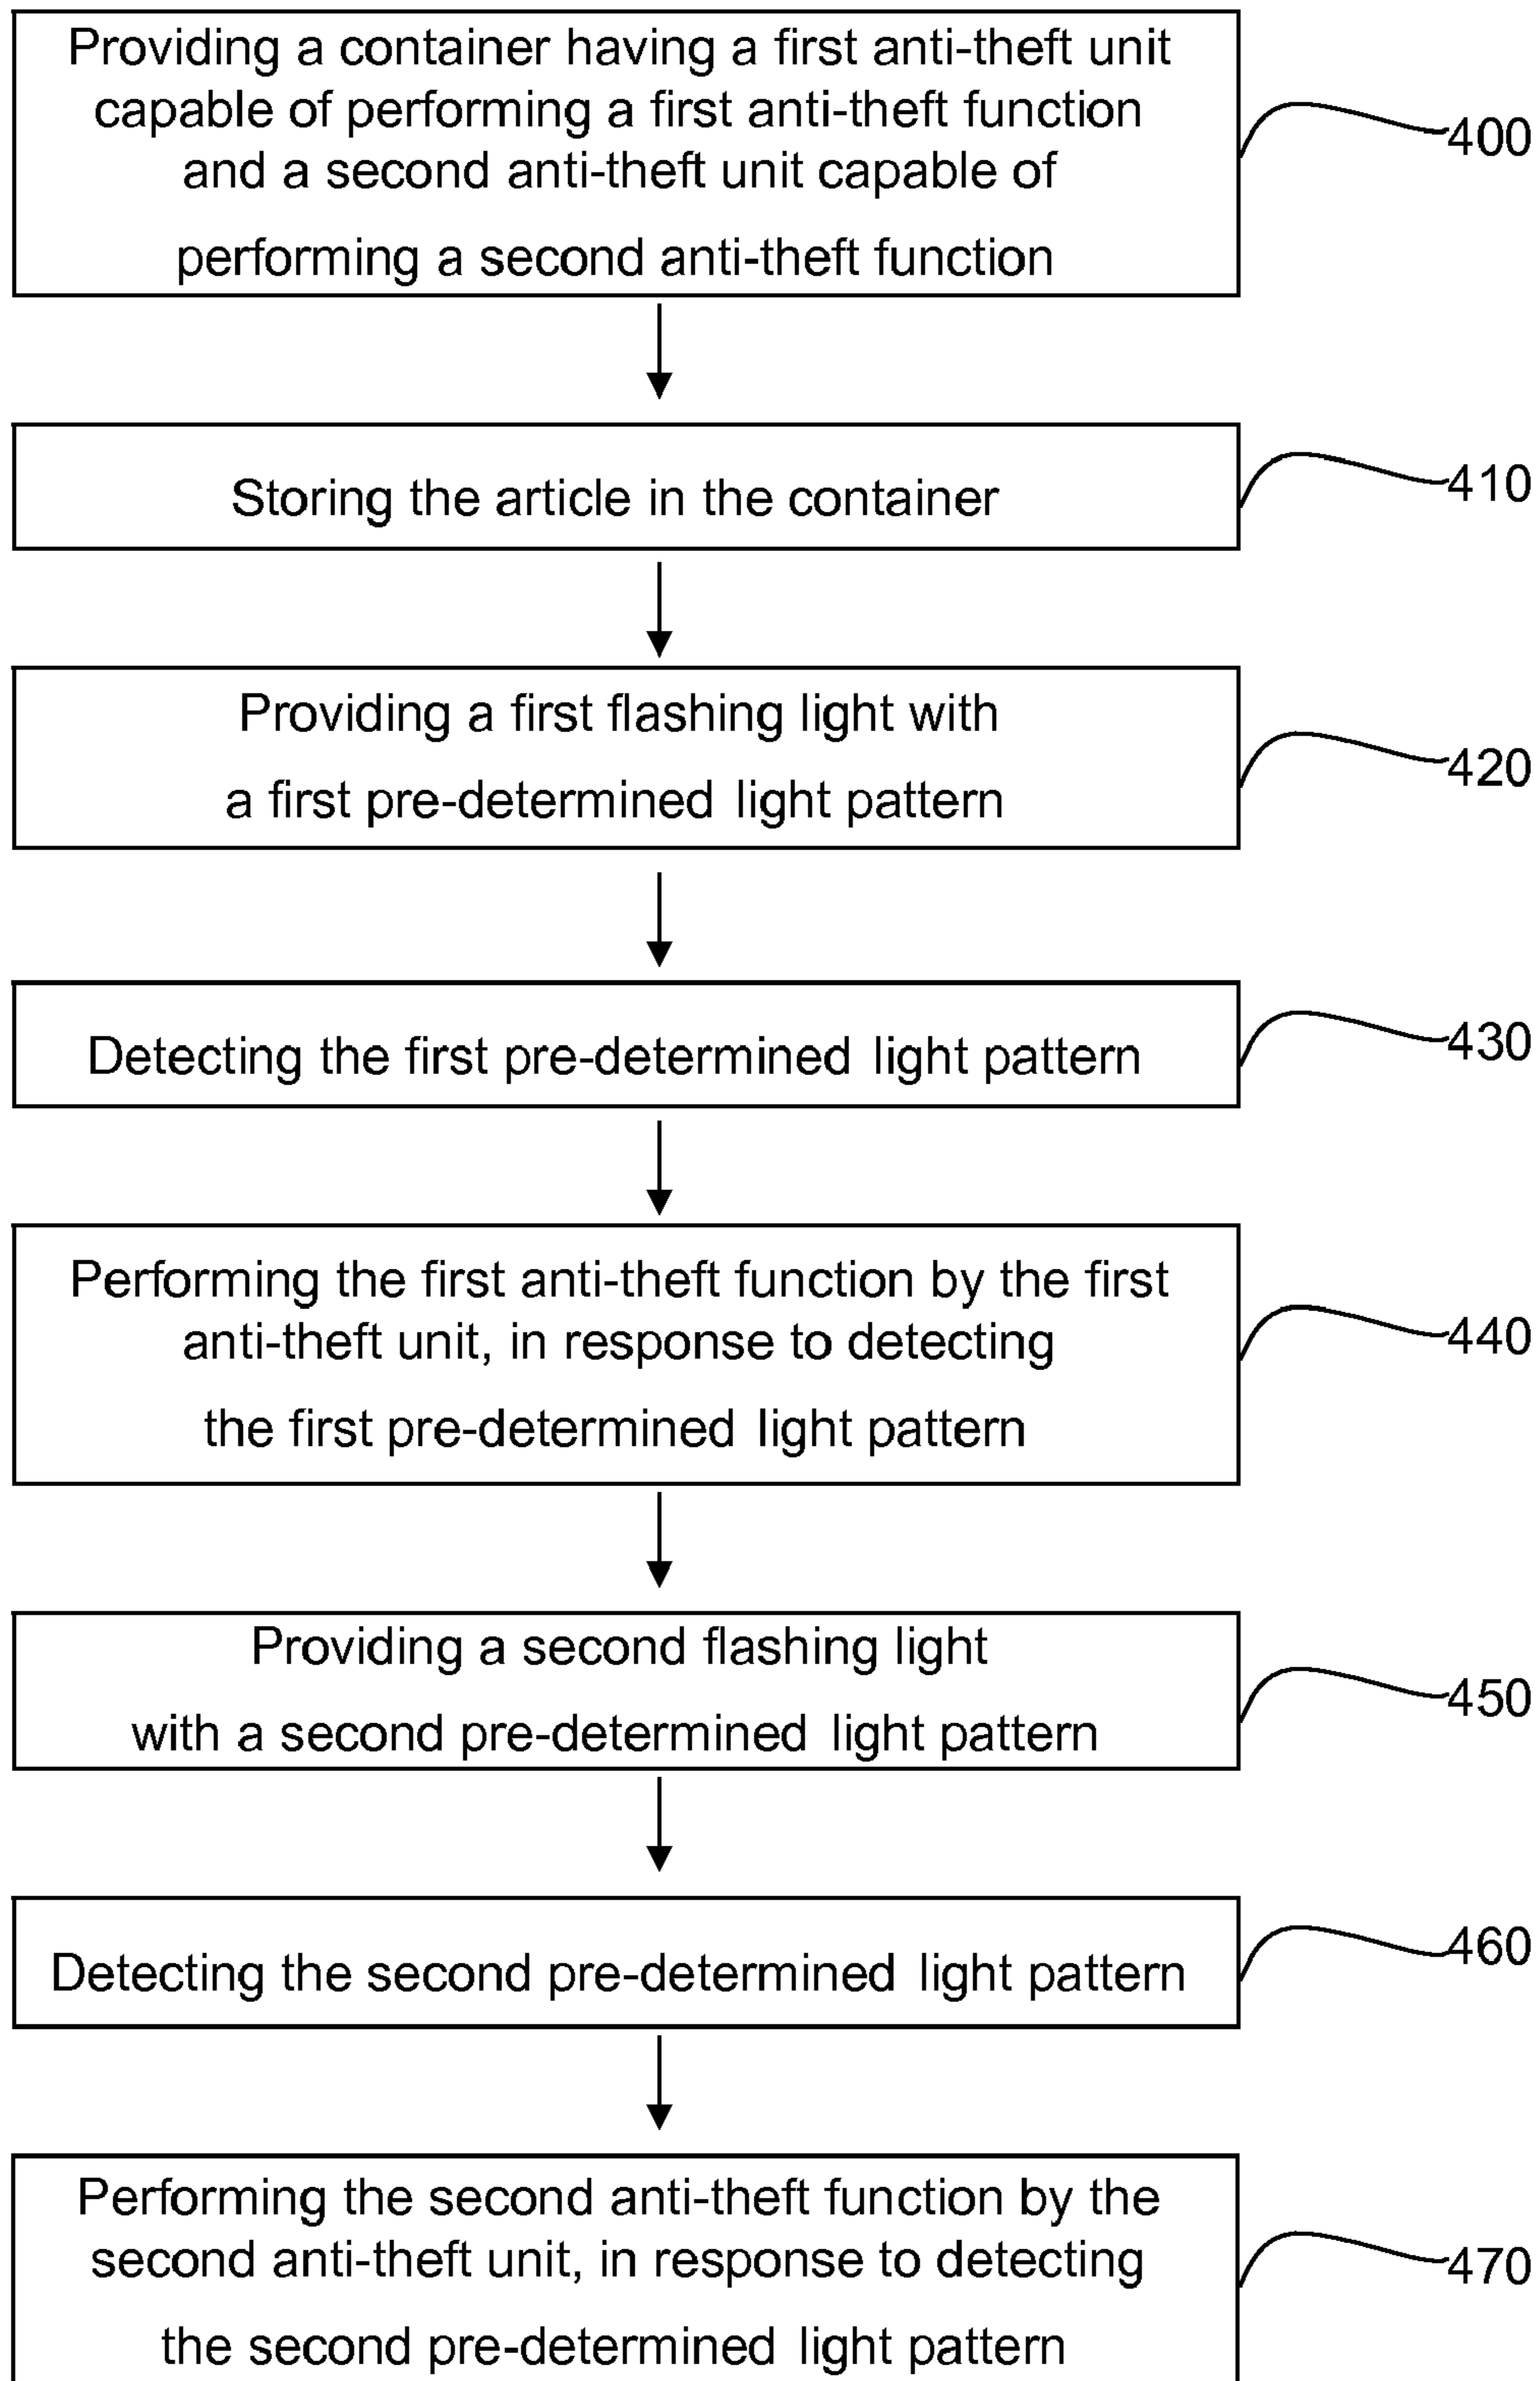 Providing a container having a first anti-theft unit
capable of performing a first anti-theft function
and a second anti-theft unit capable of
performing a second anti-theft function
400
Storing the article in the container
410
Providing a first flashing light with
a first pre-determined light pattern
420
Detecting the first pre-determined light pattern
430
Performing the first anti-theft function by the first
anti-theft unit, in response to detecting
the first pre-determined light pattern
440
Providing a second flashing light
with a second pre-determined light pattern
450
Detecting the second pre-determined light pattern
460
Performing the second anti-theft function by the
second anti-theft unit, in response to detecting
the second pre-determined light pattern
470